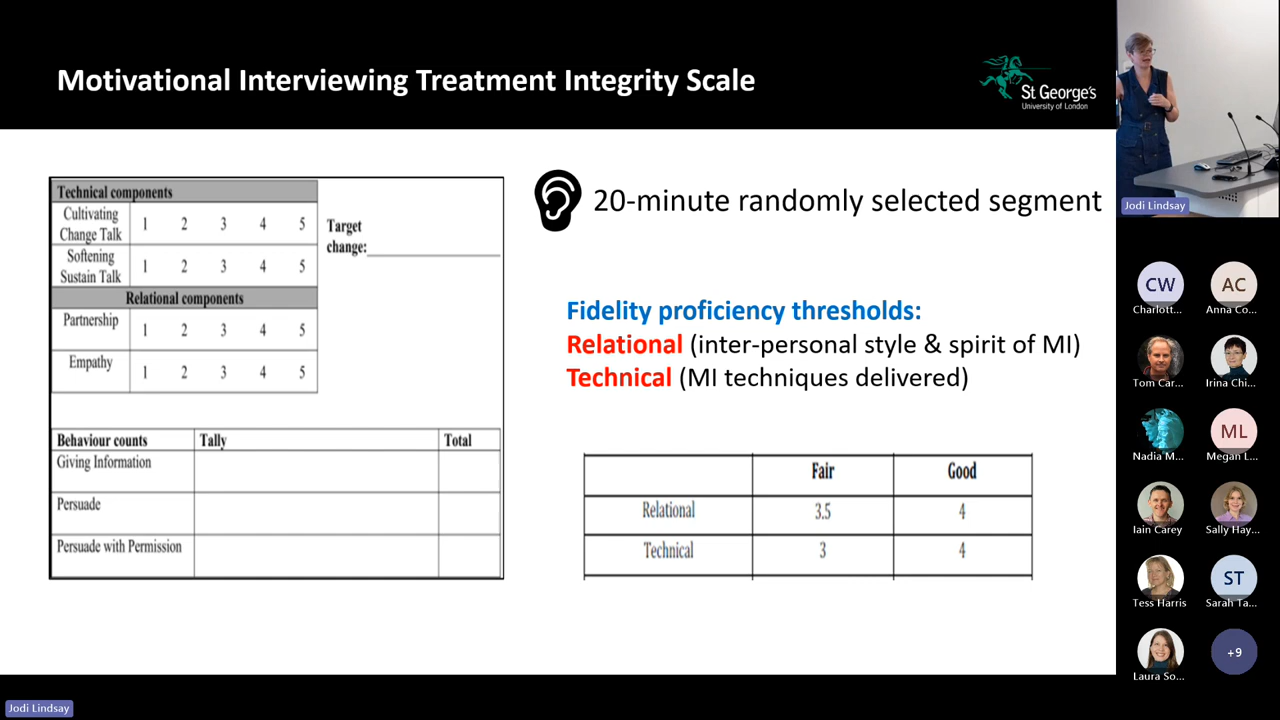 Motivational Interviewing Treatment Integrity Scale
St George's
University of London
Technical components
Cultivating
Change Talk
1 2 3 4 5
Softening
Sustain Talk
1 2 3 4 5
Target
change:
Relational components
Partnership
1 2 3 4 5
Empathy
1 2 3 4 5
Behaviour counts Tally Total
Giving Information
Persuade
Persuade with Permission
20-minute randomly selected segment
Fidelity proficiency thresholds:
Relational (inter-personal style & spirit of MI)
Technical (MI techniques delivered)
Fair Good
Relational 3.5 4
Technical 3 4
Jodi Lindsay
CW AC
Charlott... Anna Co...
Tom Car... Irina Chi...
ML
Nadia M... Megan L...
Iain Carey Sally Hay...
ST
Tess Harris Sarah Ta...
+9
Laura So...
Jodi Lindsay